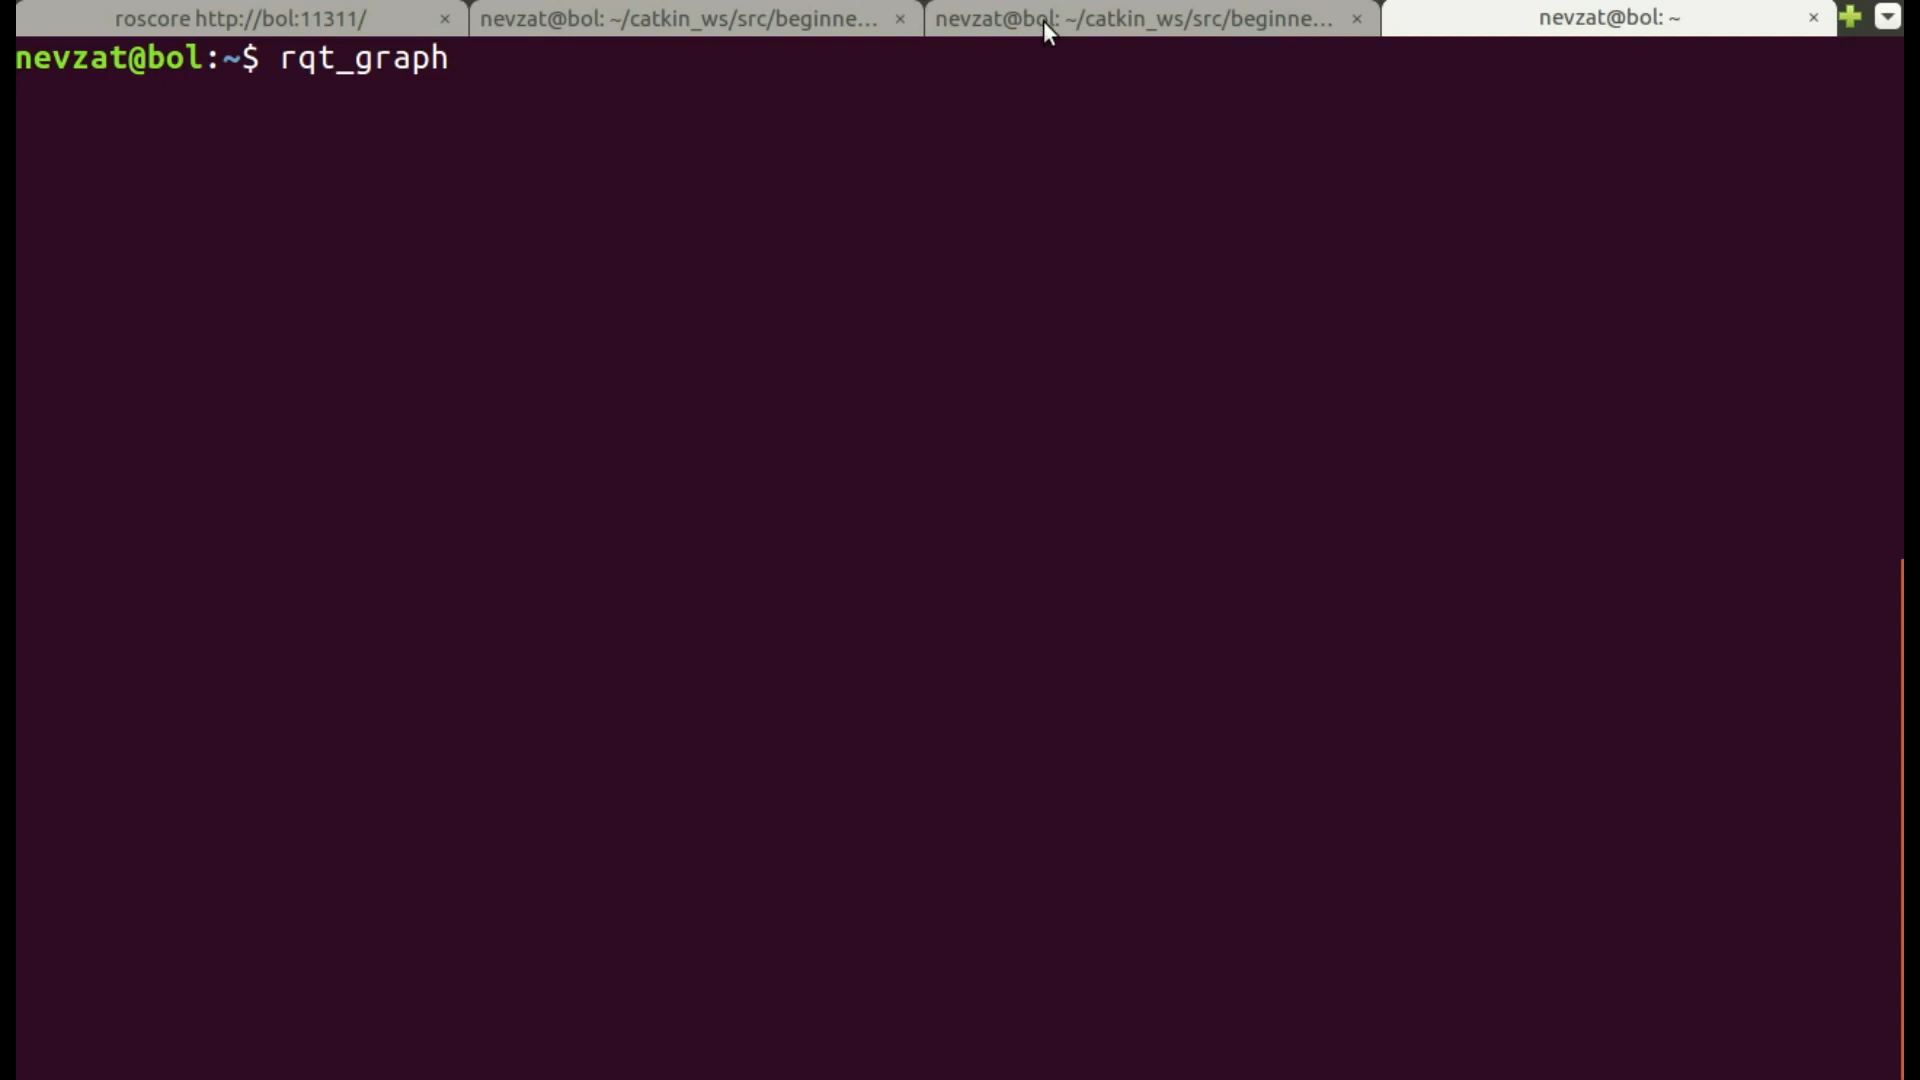 roscore http://bol:11311/ ×
nevzat@bol: ~/catkin_ws/src/beginne... ×
nevzat@bol: ~/catkin_ws/src/beginne... ×
nevzat@bol: ~ ×
nevzat@bol:~$ rqt_graph